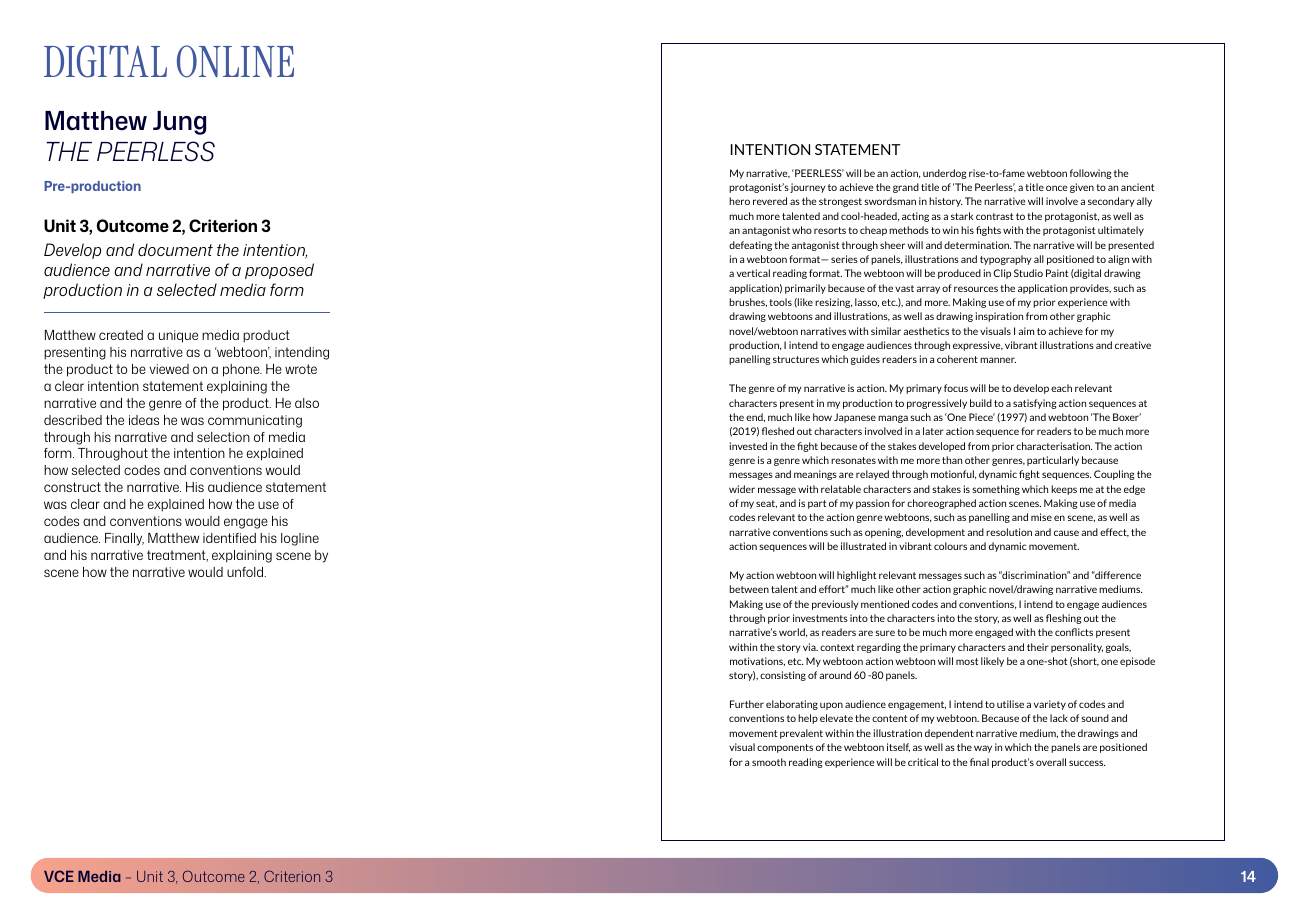 DIGITAL ONLINE
Matthew Jung
THE PEERLESS
Pre-production
Unit 3, Outcome 2, Criterion 3
Develop and document the intention,
audience and narrative of a proposed
production in a selected media form
Matthew created a unique media product
presenting his narrative as a ‘webtoon’, intending
the product to be viewed on a phone. He wrote
a clear intention statement explaining the
narrative and the genre of the product. He also
described the ideas he was communicating
through his narrative and selection of media
form. Throughout the intention he explained
how selected codes and conventions would
construct the narrative. His audience statement
was clear and he explained how the use of
codes and conventions would engage his
audience. Finally, Matthew identified his logline
and his narrative treatment, explaining scene by
scene how the narrative would unfold.
INTENTION STATEMENT
My narrative, ‘PEERLESS’ will be an action, underdog rise-to-fame webtoon following the
protagonist’s journey to achieve the grand title of ‘The Peerless’, a title once given to an ancient
hero revered as the strongest swordsman in history. The narrative will involve a secondary ally
much more talented and cool-headed, acting as a stark contrast to the protagonist, as well as
an antagonist who resorts to cheap methods to win his fights with the protagonist ultimately
defeating the antagonist through sheer will and determination. The narrative will be presented
in a webtoon format— series of panels, illustrations and typography all positioned to align with
a vertical reading format. The webtoon will be produced in Clip Studio Paint (digital drawing
application) primarily because of the vast array of resources the application provides, such as
brushes, tools (like resizing, lasso, etc.), and more. Making use of my prior experience with
drawing webtoons and illustrations, as well as drawing inspiration from other graphic
novel/webtoon narratives with similar aesthetics to the visuals I aim to achieve for my
production, I intend to engage audiences through expressive, vibrant illustrations and creative
panelling structures which guides readers in a coherent manner.
The genre of my narrative is action. My primary focus will be to develop each relevant
characters present in my production to progressively build to a satisfying action sequences at
the end, much like how Japanese manga such as ‘One Piece’ (1997) and webtoon ‘The Boxer’
(2019) fleshed out characters involved in a later action sequence for readers to be much more
invested in the fight because of the stakes developed from prior characterisation. The action
genre is a genre which resonates with me more than other genres, particularly because
messages and meanings are relayed through motionful, dynamic fight sequences. Coupling the
wider message with relatable characters and stakes is something which keeps me at the edge
of my seat, and is part of my passion for choreographed action scenes. Making use of media
codes relevant to the action genre webtoons, such as panelling and mise en scene, as well as
narrative conventions such as opening, development and resolution and cause and effect, the
action sequences will be illustrated in vibrant colours and dynamic movement.
My action webtoon will highlight relevant messages such as “discrimination” and “difference
between talent and effort” much like other action graphic novel/drawing narrative mediums.
Making use of the previously mentioned codes and conventions, I intend to engage audiences
through prior investments into the characters into the story, as well as fleshing out the
narrative’s world, as readers are sure to be much more engaged with the conflicts present
within the story via. context regarding the primary characters and their personality, goals,
motivations, etc. My webtoon action webtoon will most likely be a one-shot (short, one episode
story), consisting of around 60 -80 panels.
Further elaborating upon audience engagement, I intend to utilise a variety of codes and
conventions to help elevate the content of my webtoon. Because of the lack of sound and
movement prevalent within the illustration dependent narrative medium, the drawings and
visual components of the webtoon itself, as well as the way in which the panels are positioned
for a smooth reading experience will be critical to the final product’s overall success.
VCE Media – Unit 3, Outcome 2, Criterion 3
14